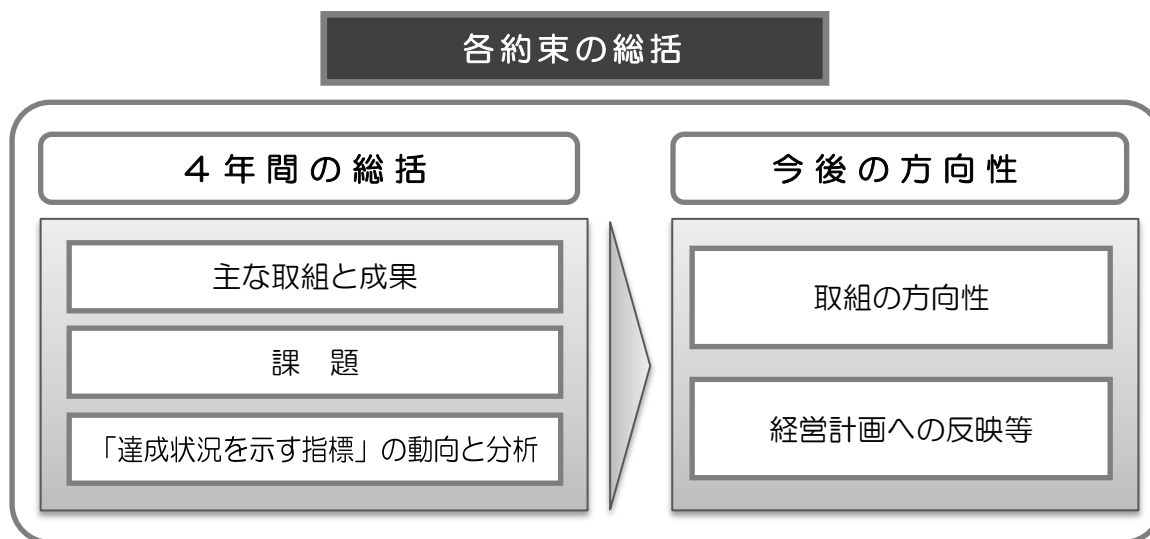 各約束の総括
４年間の総括
主な取組と成果
課　題
「達成状況を示す指標」の動向と分析
今後の方向性
取組の方向性
経営計画への反映等